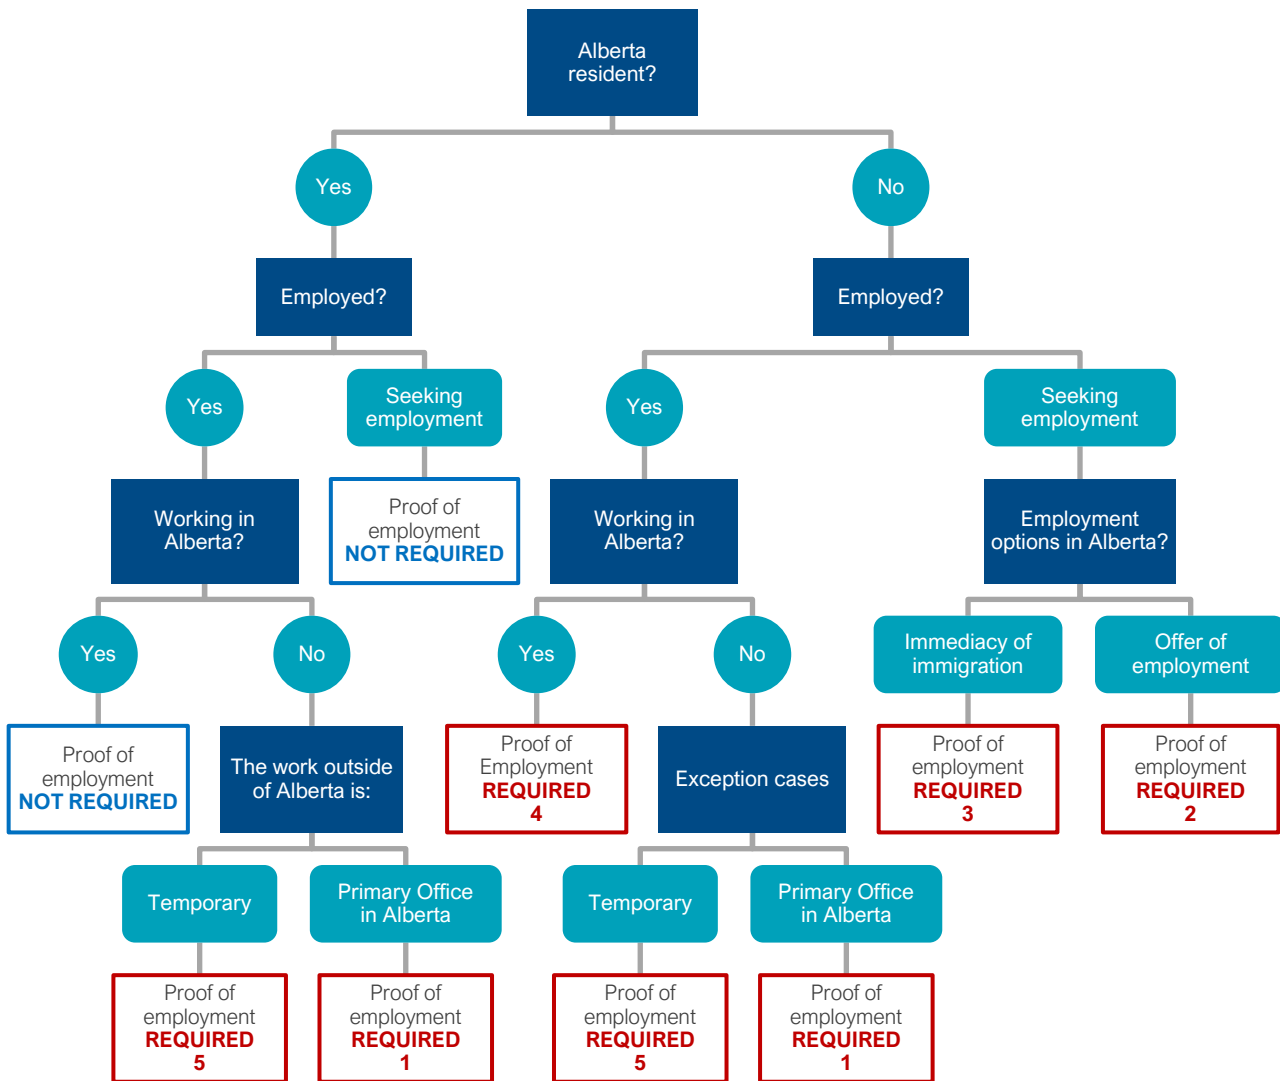 Alberta
resident?
Yes
No
Employed?
Employed?
Yes
Seeking
employment
Yes
Seeking
employment
Working in
Alberta?
Proof of
employment
NOT REQUIRED
Working in
Alberta?
Employment
options in Alberta?
Yes
No
Yes
No
Immediacy of
immigration
Offer of
employment
Proof of
employment
NOT REQUIRED
The work outside
of Alberta is:
Proof of
Employment
REQUIRED
4
Exception cases
Proof of
employment
REQUIRED
3
Proof of
employment
REQUIRED
2
Temporary
Primary Office
in Alberta
Temporary
Primary Office
in Alberta
Proof of
employment
REQUIRED
5
Proof of
employment
REQUIRED
1
Proof of
employment
REQUIRED
5
Proof of
employment
REQUIRED
1